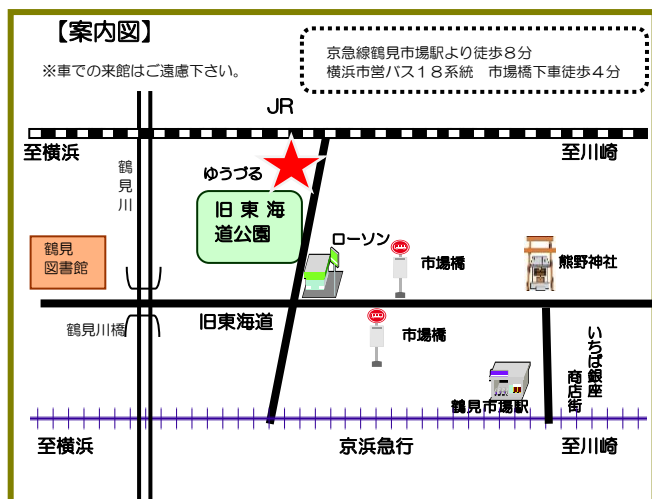 【案内図】
京急線鶴見市場駅より徒歩８分
横浜市営バス１８系統　市場橋下車徒歩４分
※車での来館はご遠慮下さい。
JR
至横浜
至川崎
鶴見川
ゆうづる
旧東海
道公園
ローソン
鶴見
図書館
市場橋
熊野神社
鶴見川橋
旧東海道
市場橋
いちば銀座
商店街
鶴見市場駅
至横浜
京浜急行
至川崎